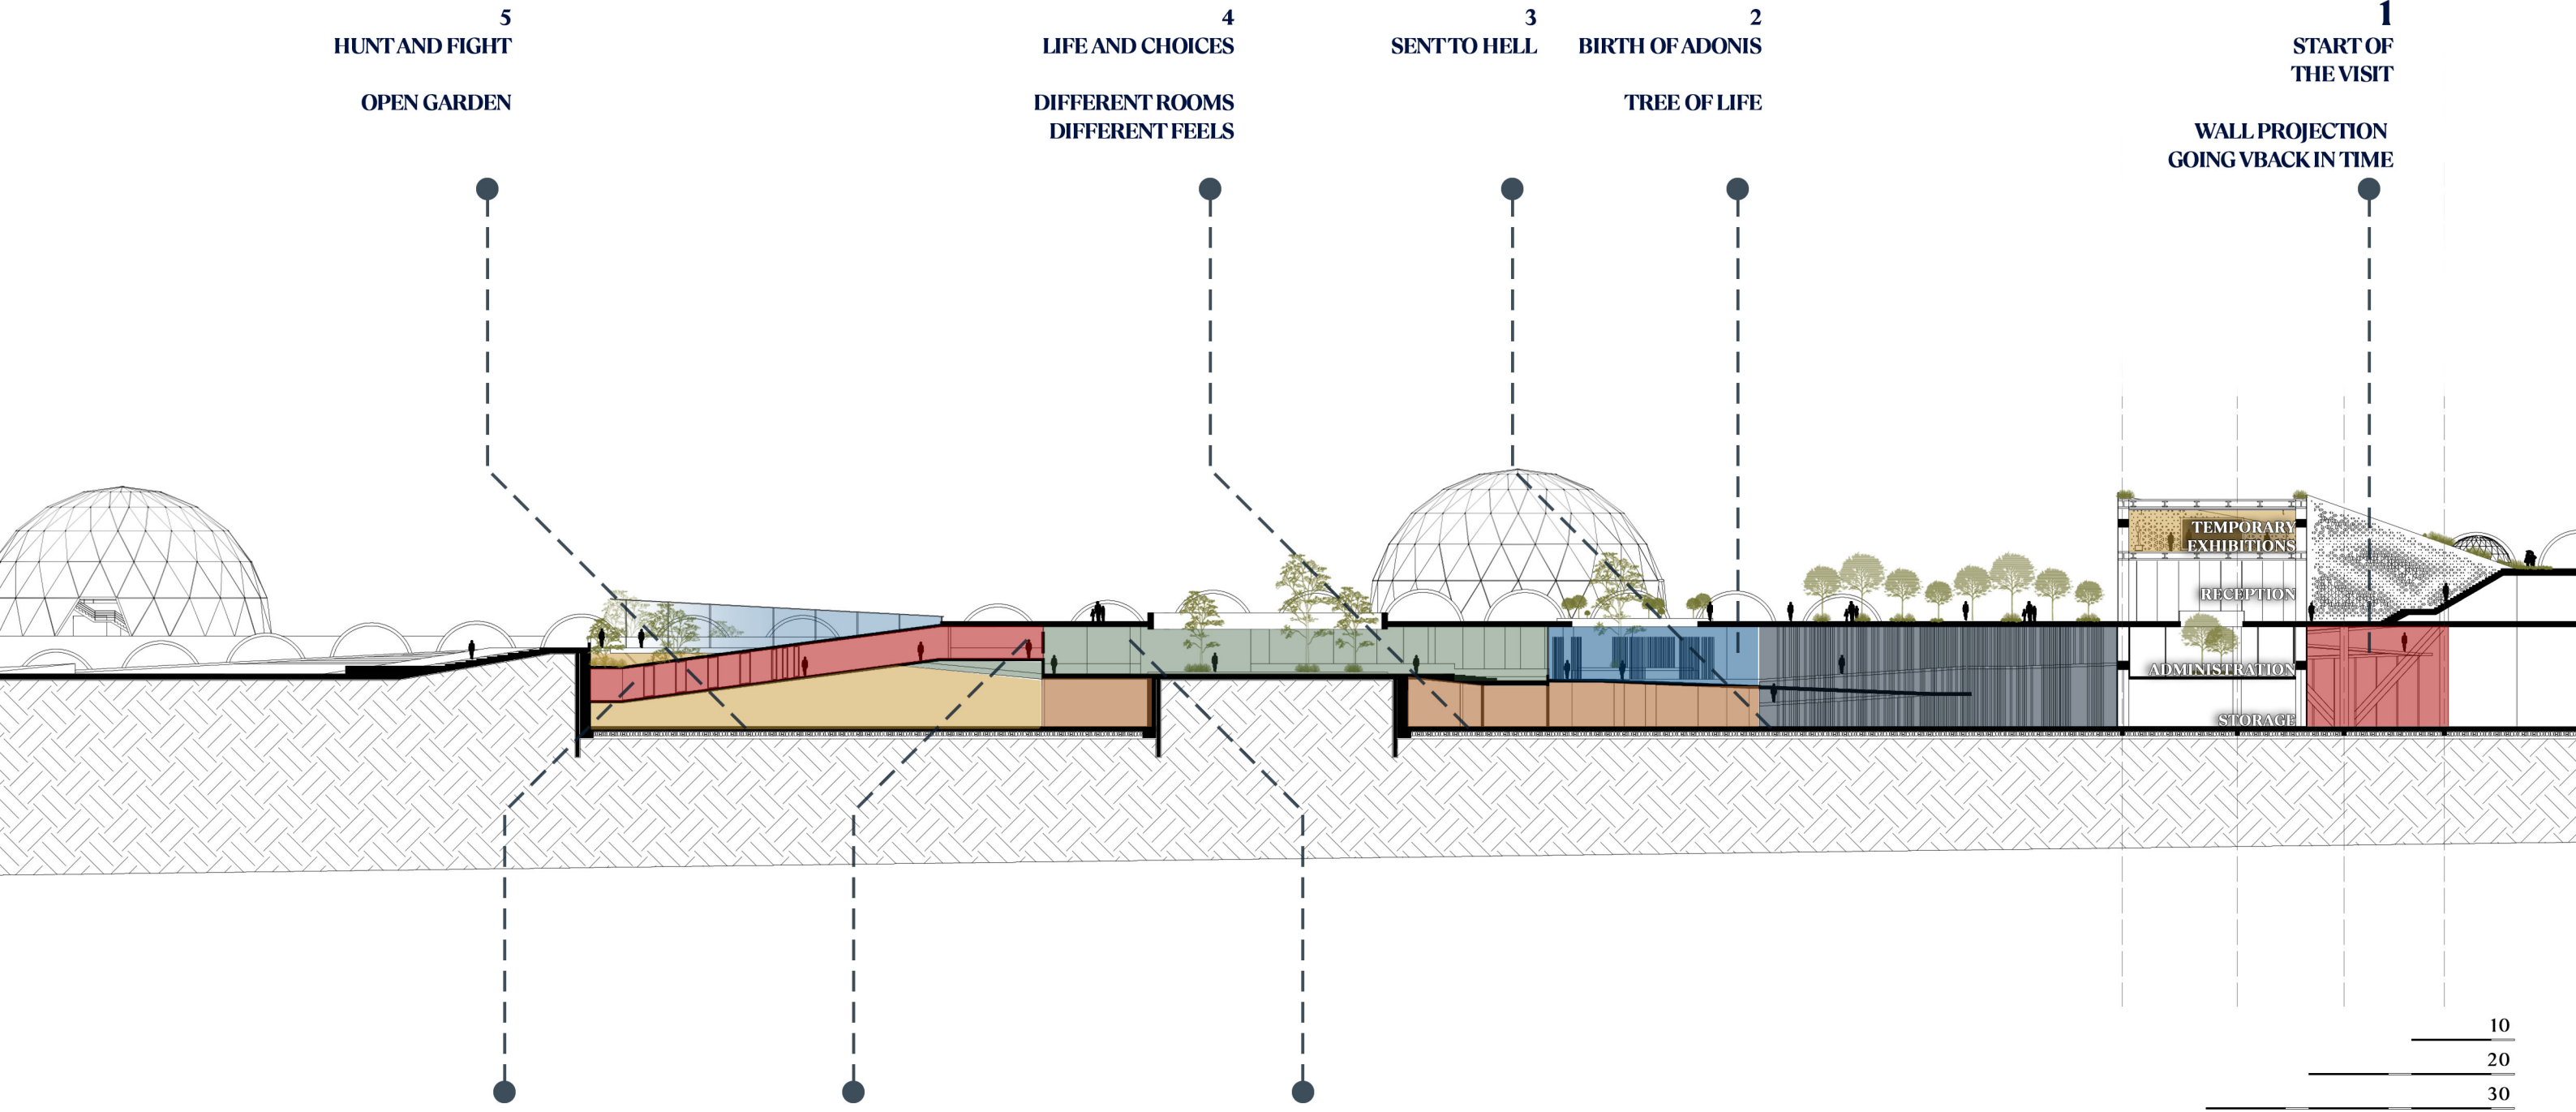 5
HUNT AND FIGHT
OPEN GARDEN
4
LIFE AND CHOICES
DIFFERENT ROOMS
DIFFERENT FEELS
3
SENT TO HELL
2
BIRTH OF ADONIS
TREE OF LIFE
1
START OF
THE VISIT
WALL PROJECTION
GOING VBACK IN TIME
TEMPORARY
EXHIBITIONS
RECEPTION
ADMINISTRATION
STORAGE
10
20
30